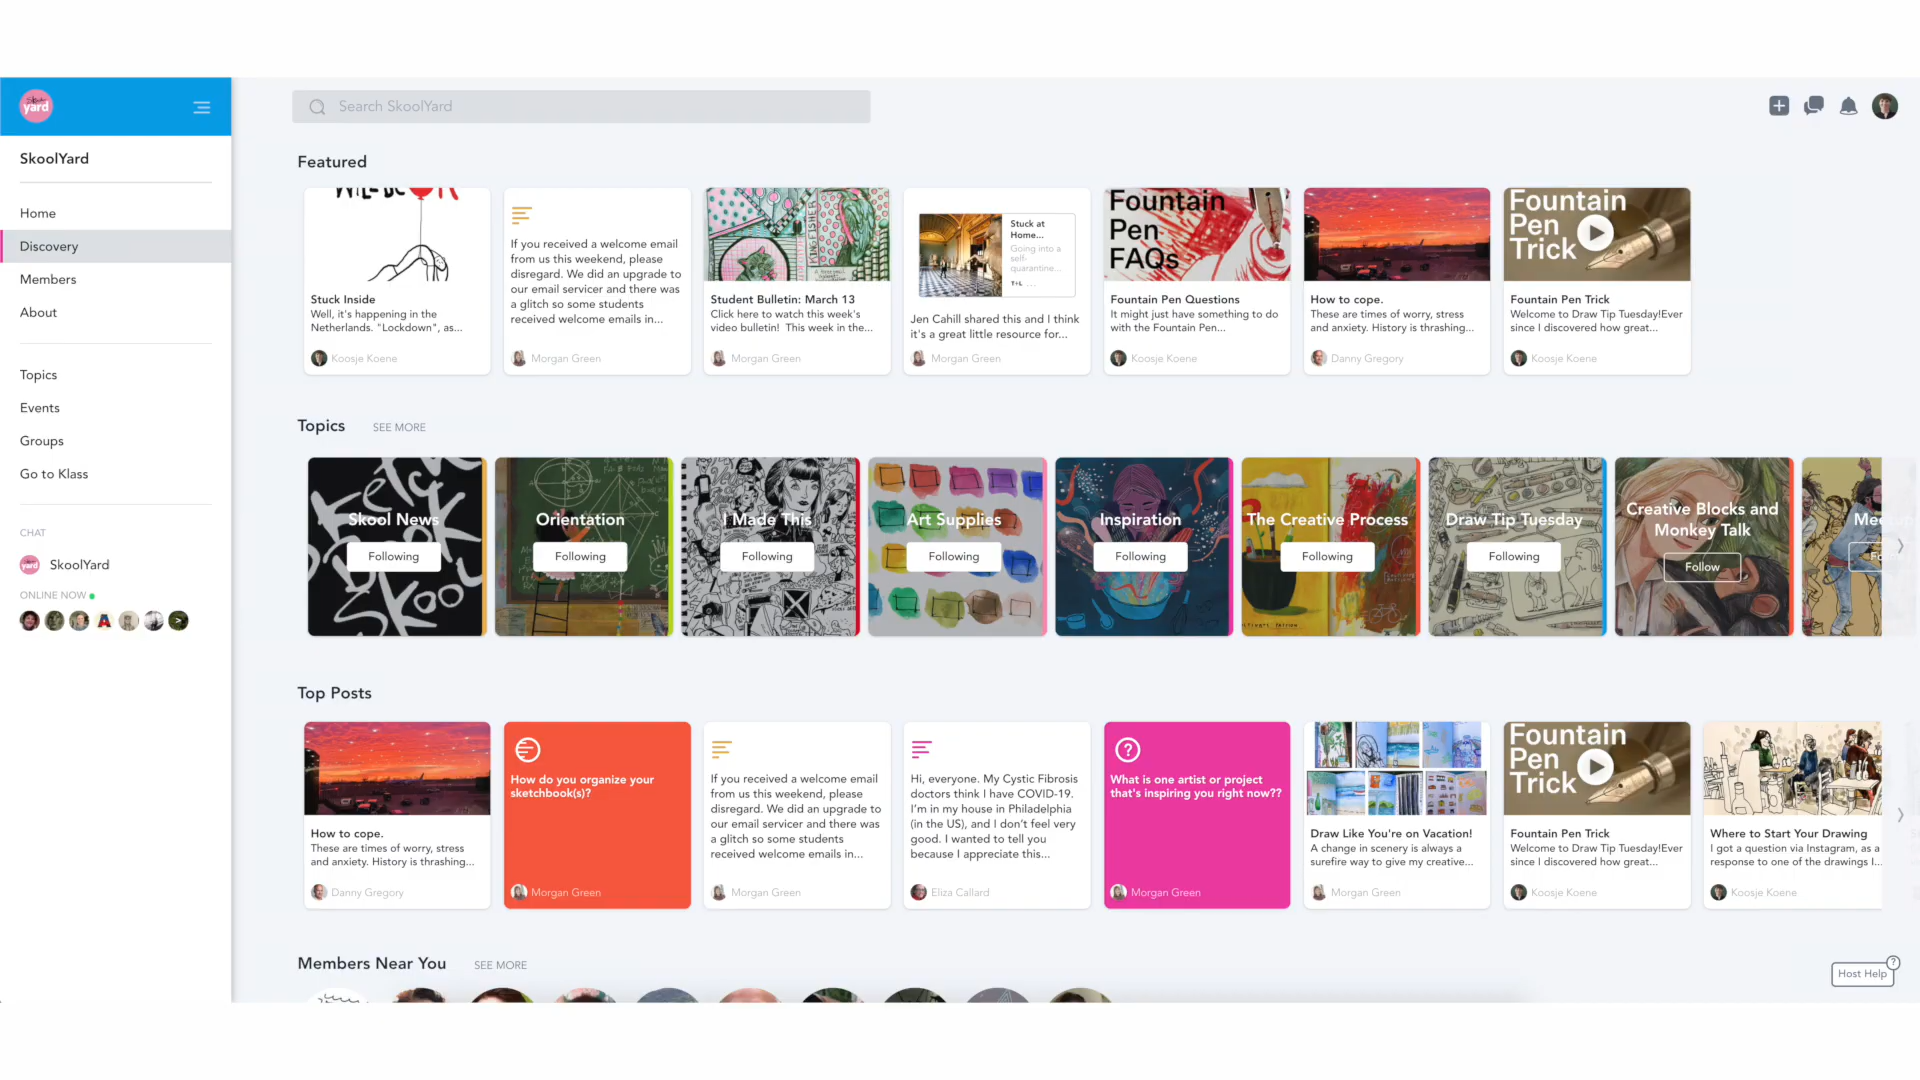 yard
Search SkoolYard
SkoolYard
Home
Discovery
Members
About
Topics
Events
Groups
Go to Klass
CHAT
yard
SkoolYard
ONLINE NOW
Featured
Stuck Inside
Well, it's happening in the
Netherlands. "Lockdown", as...
Koosje Koene
If you received a welcome email
from us this weekend, please
disregard. We did an upgrade to
our email servicer and there was
a glitch so some students
received welcome emails in...
Morgan Green
Student Bulletin: March 13
Click here to watch this week's
video bulletin! This week in the...
Morgan Green
Stuck at
Home...
Going into a
self-
quarantine...
T+L ...
Jen Cahill shared this and I think
it's a great little resource for...
Morgan Green
Fountain
Pen
FAQs
Fountain Pen Questions
It might just have something to do
with the Fountain Pen...
Koosje Koene
How to cope.
These are times of worry, stress
and anxiety. History is thrashing...
Danny Gregory
Fountain
Pen
Trick
Fountain Pen Trick
Welcome to Draw Tip Tuesday!Ever
since I discovered how great...
Koosje Koene
Topics
SEE MORE
Skool News
Following
Orientation
Following
I Made This
Following
Art Supplies
Following
Inspiration
Following
The Creative Process
Following
Draw Tip Tuesday
Following
Creative Blocks and
Monkey Talk
Follow
Top Posts
How to cope.
These are times of worry, stress
and anxiety. History is thrashing...
Danny Gregory
How do you organize your
sketchbook(s)?
Morgan Green
If you received a welcome email
from us this weekend, please
disregard. We did an upgrade to
our email servicer and there was
a glitch so some students
received welcome emails in...
Morgan Green
Hi, everyone. My Cystic Fibrosis
doctors think I have COVID-19.
I'm in my house in Philadelphia
(in the US), and I don't feel very
good. I wanted to tell you
because I appreciate this...
Eliza Callard
?
What is one artist or project
that's inspiring you right now??
Morgan Green
Draw Like You're on Vacation!
A change in scenery is always a
surefire way to give my creative...
Morgan Green
Fountain
Pen
Trick
Fountain Pen Trick
Welcome to Draw Tip Tuesday!Ever
since I discovered how great...
Koosje Koene
Where to Start Your Drawing
I got a question via Instagram, as a
response to one of the drawings I...
Koosje Koene
Members Near You
SEE MORE
Host Help
?